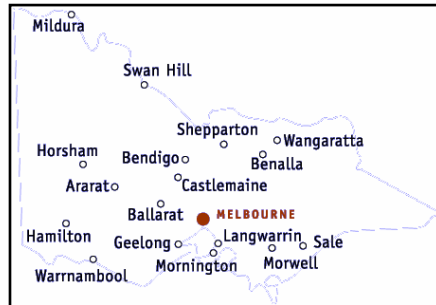 Mildura
Swan Hill
Shepparton
Wangaratta
Horsham
Bendigo
Benalla
Ararat
Castlemaine
Ballarat
MELBOURNE
Hamilton
Geelong
Langwarrin
Sale
Warrnambool
Mornington
Morwell